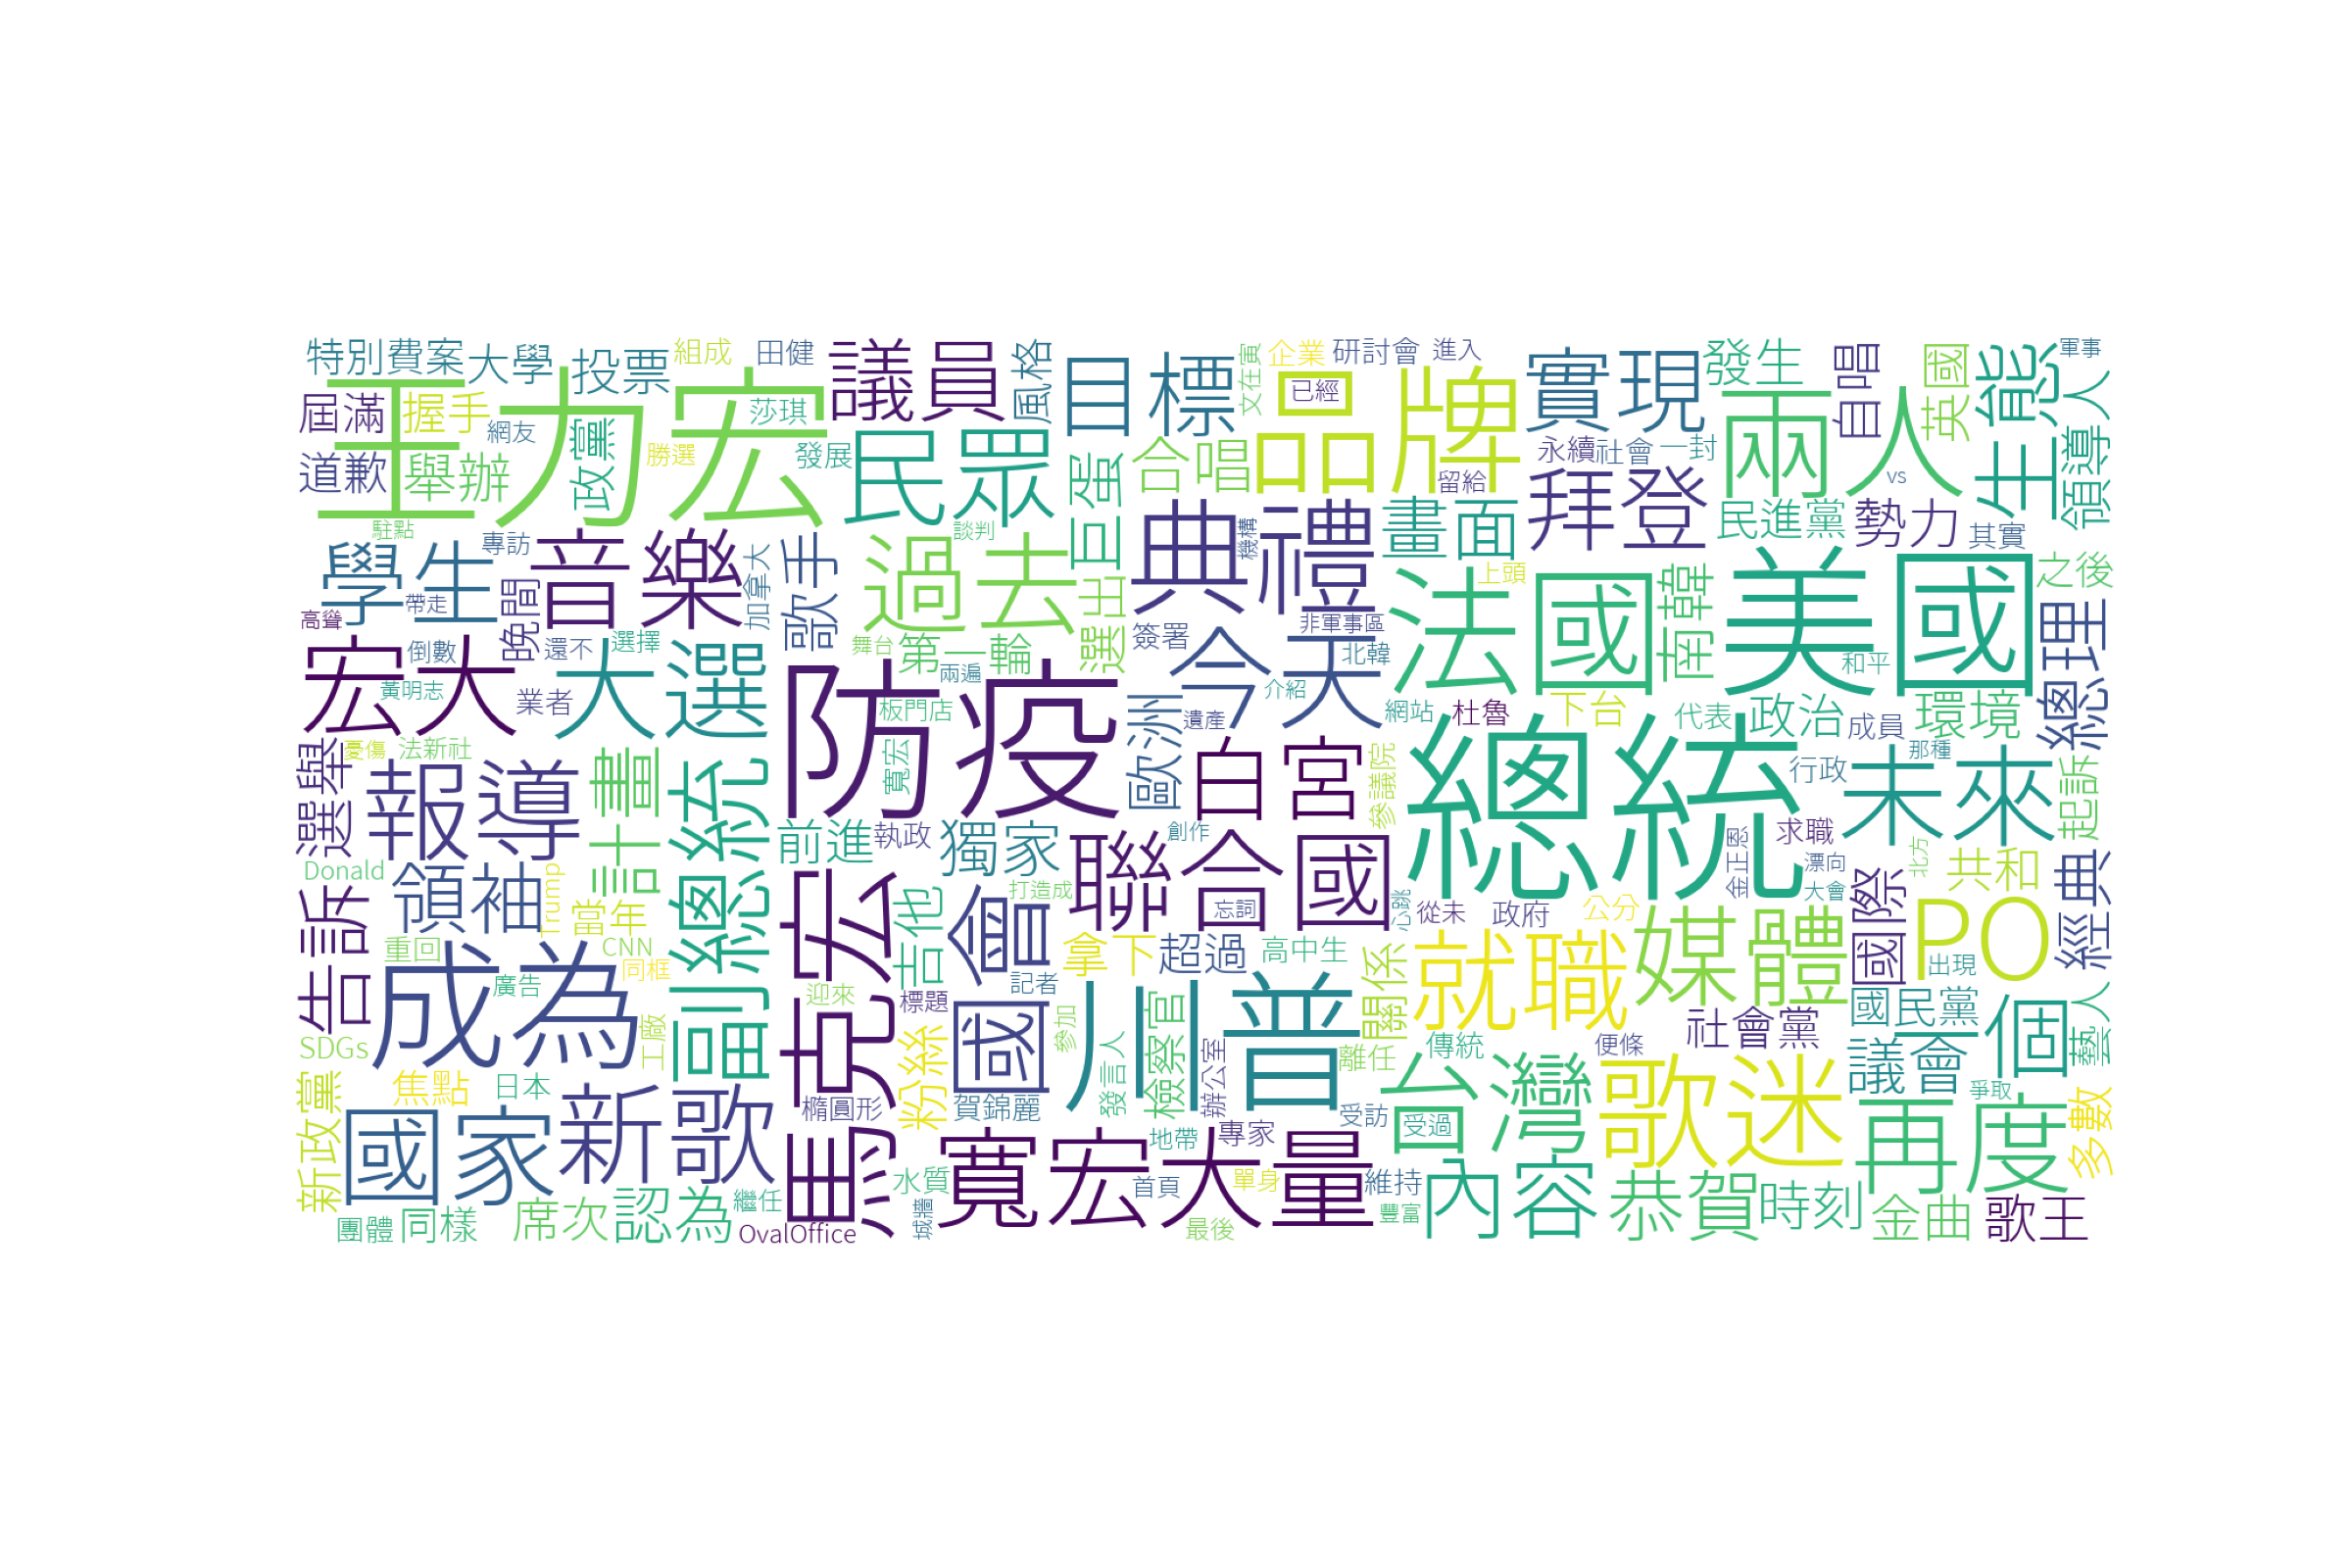 特別費案
大學
投票
組成
田健
議員
風格
目標
文在寅
企業
研討會
進入
已經
品牌
實現
發生
自唱
英國
生態
軍事
屆滿
握手
王力宏
莎琪
道歉
舉辦
網友
政黨
勝選
發展
民眾
巨蛋
合唱
留給
永續
社會
一封
兩人
vs
領導人
駐點
專訪
學生
音樂
加拿大
歌手
談判
過去
選出
典禮
機構
畫面
拜登
民進黨
勢力
其實
之後
高聳
帶走
晚間
舞台
第一輪
兩遍
簽署
今天
非軍事區
北韓
上頭
法國
南韓
美國
和平
總理
宏大
倒數
黃明志
業者
還不
選擇
大選
防疫
板門店
寬宏
歐洲
遺產
介紹
網站
杜魯
下台
代表
政治
成員
環境
選舉
憂傷
法新社
報導
計畫
副總統
白宮
參議院
總統
行政
那種
未來
起訴
Donald
Trump
領袖
當年
前進
執政
獨家
創作
聯合國
求職
金正恩
漂向
大會
北方
共和
經典
告訴
重回
CNN
同框
廣告
成為
馬克宏
吉他
曾
打造成
忘詞
心跳
從未
政府
公分
國際
PO
拿下
超過
高中生
關係
就職
媒體
出現
國民黨
一個
藝人
SDGs
工廠
迎來
標題
記者
川普
檢察官
參加
發言人
辦公室
離任
傳統
便條
社會黨
議會
爭取
新政黨
焦點
日本
國家
新歌
橢圓形
粉絲
國
賀錦麗
地帶
專家
受訪
受過
台灣
歌迷
再度
多數
團體
同樣
席次
認為
繼任
OvalOffice
城牆
水質
寬宏大量
首頁
單身
最後
維持
豐富
內容
恭賀
時刻
金曲
歌王